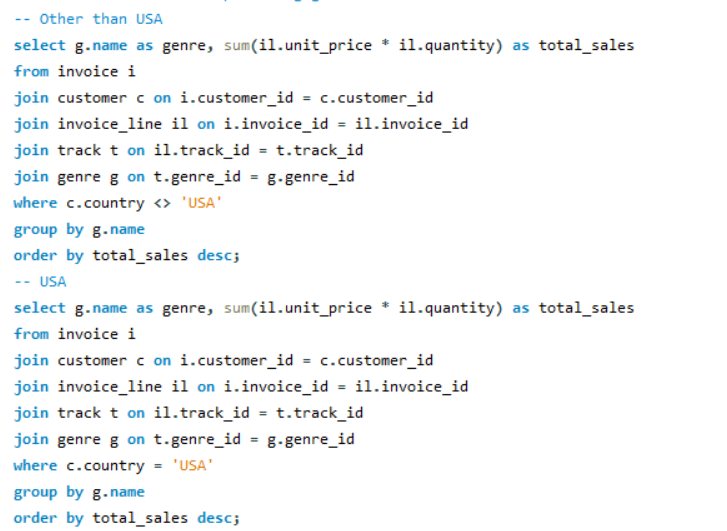 -- Other than USA
select g.name as genre, sum(il.unit_price * il.quantity) as total_sales
from invoice i
join customer c on i.customer_id = c.customer_id
join invoice_line il on i.invoice_id = il.invoice_id
join track t on il.track_id = t.track_id
join genre g on t.genre_id = g.genre_id
where c.country <> 'USA'
group by g.name
order by total_sales desc;
-- USA
select g.name as genre, sum(il.unit_price * il.quantity) as total_sales
from invoice i
join customer c on i.customer_id = c.customer_id
join invoice_line il on i.invoice_id = il.invoice_id
join track t on il.track_id = t.track_id
join genre g on t.genre_id = g.genre_id
where c.country = 'USA'
group by g.name
order by total_sales desc;